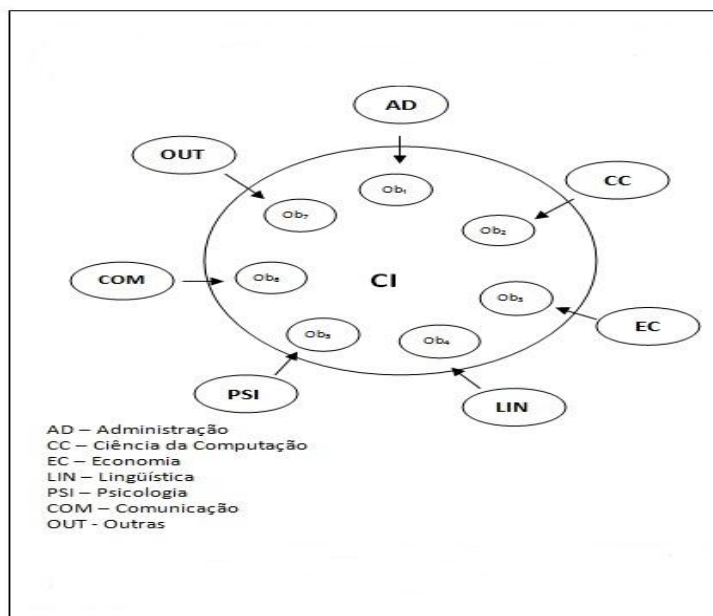 AD
OUT
CC
Ob₁
Ob₇
Ob₂
COM
Ob₆
CI
Ob₃
EC
Ob₅
Ob₄
PSI
LIN
AD – Administração
CC – Ciência da Computação
EC – Economia
LIN – Lingüística
PSI – Psicologia
COM – Comunicação
OUT - Outras